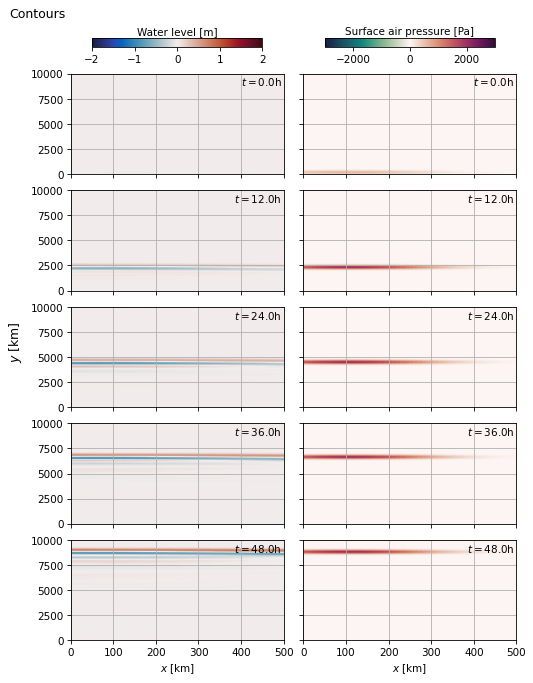 Contours
Water level [m]
−2 −1 0 1 2
Surface air pressure [Pa]
−2000 0 2000
10000
7500
5000
2500
0
t = 0.0h
t = 0.0h
10000
7500
5000
2500
0
t = 12.0h
t = 12.0h
10000
7500
5000
2500
0
t = 24.0h
t = 24.0h
y [km]
10000
7500
5000
2500
0
t = 36.0h
t = 36.0h
10000
7500
5000
2500
0
t = 48.0h
t = 48.0h
0 100 200 300 400 500
0 100 200 300 400 500
x [km]
x [km]